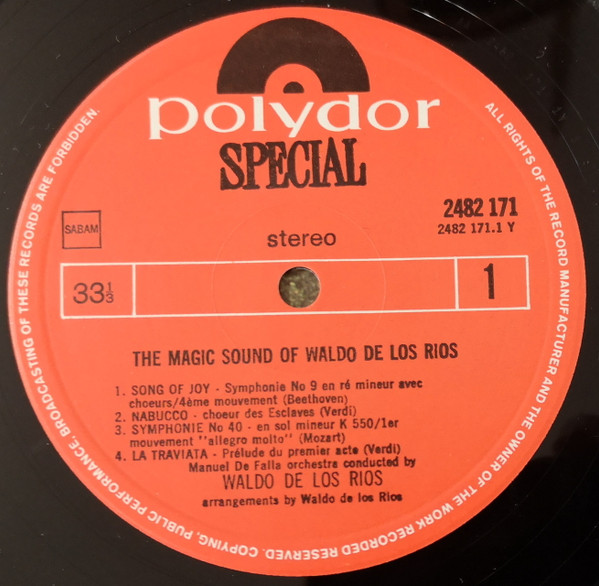 polydor
SPECIAL
2482 171
2482 171.1 Y
SABAM
stereo
33⅓
1
THE MAGIC SOUND OF WALDO DE LOS RIOS
1. SONG OF JOY - Symphonie No 9 en ré mineur avec
choeurs/4ème mouvement (Beethoven)
2. NABUCCO - choeur des Esclaves (Verdi)
3. SYMPHONIE No 40 - en sol mineur K 550/1er
mouvement "allegro molto" (Mozart)
4. LA TRAVIATA - Prélude du premier acte (Verdi)
Manuel De Falla orchestra conducted by
WALDO DE LOS RIOS
arrangements by Waldo de los Rios
ALL RIGHTS OF THE RECORD MANUFACTURER AND THE OWNER OF THE WORK RECORDED RESERVED. COPYING, PUBLIC PERFORMANCE, BROADCASTING OF THESE RECORDS ARE FORBIDDEN.